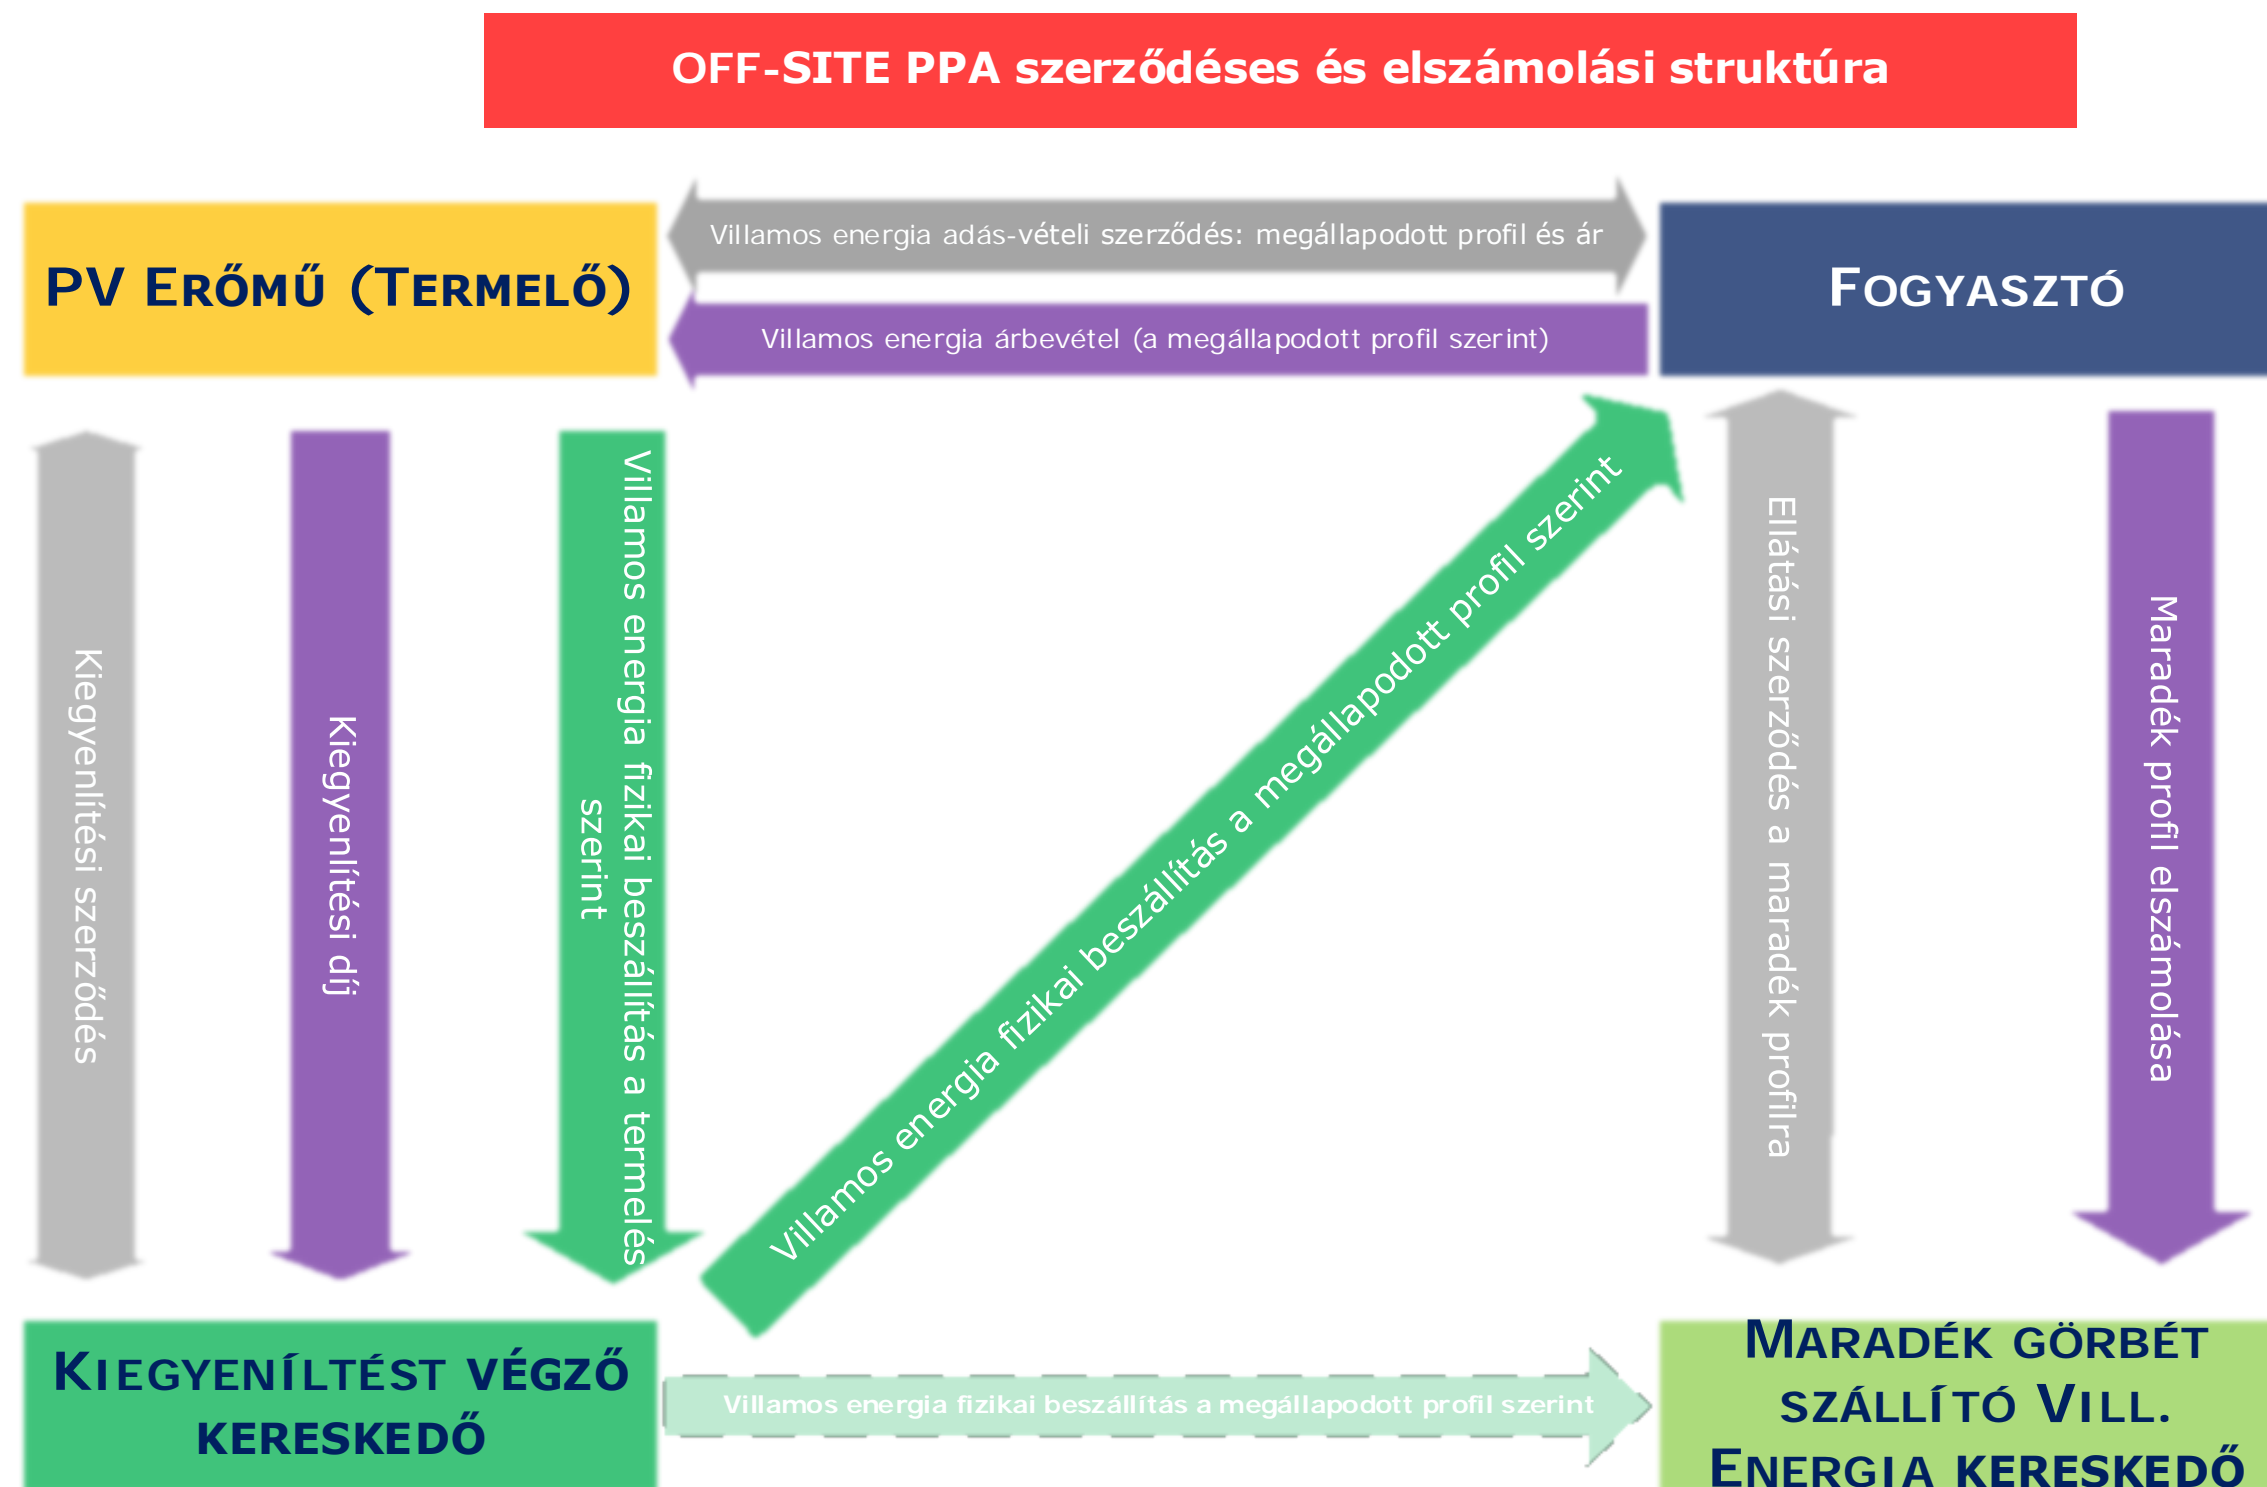 OFF-SITE PPA szerződéses és elszámolási struktúra
Villamos energia adás-vételi szerződés: megállapodott profil és ár
PV ERŐMŰ (TERMELŐ)
FOGYASZTÓ
Villamos energia árbevétel (a megállapodott profil szerint)
Kiegyenlítési szerződés
Kiegyenlítési díj
Villamos energia fizikai beszállítás a termelés
szerint
Villamos energia fizikai beszállítás a megállapodott profil szerint
Ellátási szerződés a maradék profilra
Maradék profil elszámolása
KIEGYENÍLTÉST VÉGZŐ
KERESKEDŐ
Villamos energia fizikai beszállítás a megállapodott profil szerint
MARADÉK GÖRBÉT
SZÁLLÍTÓ VILL.
ENERGIA KERESKEDŐ